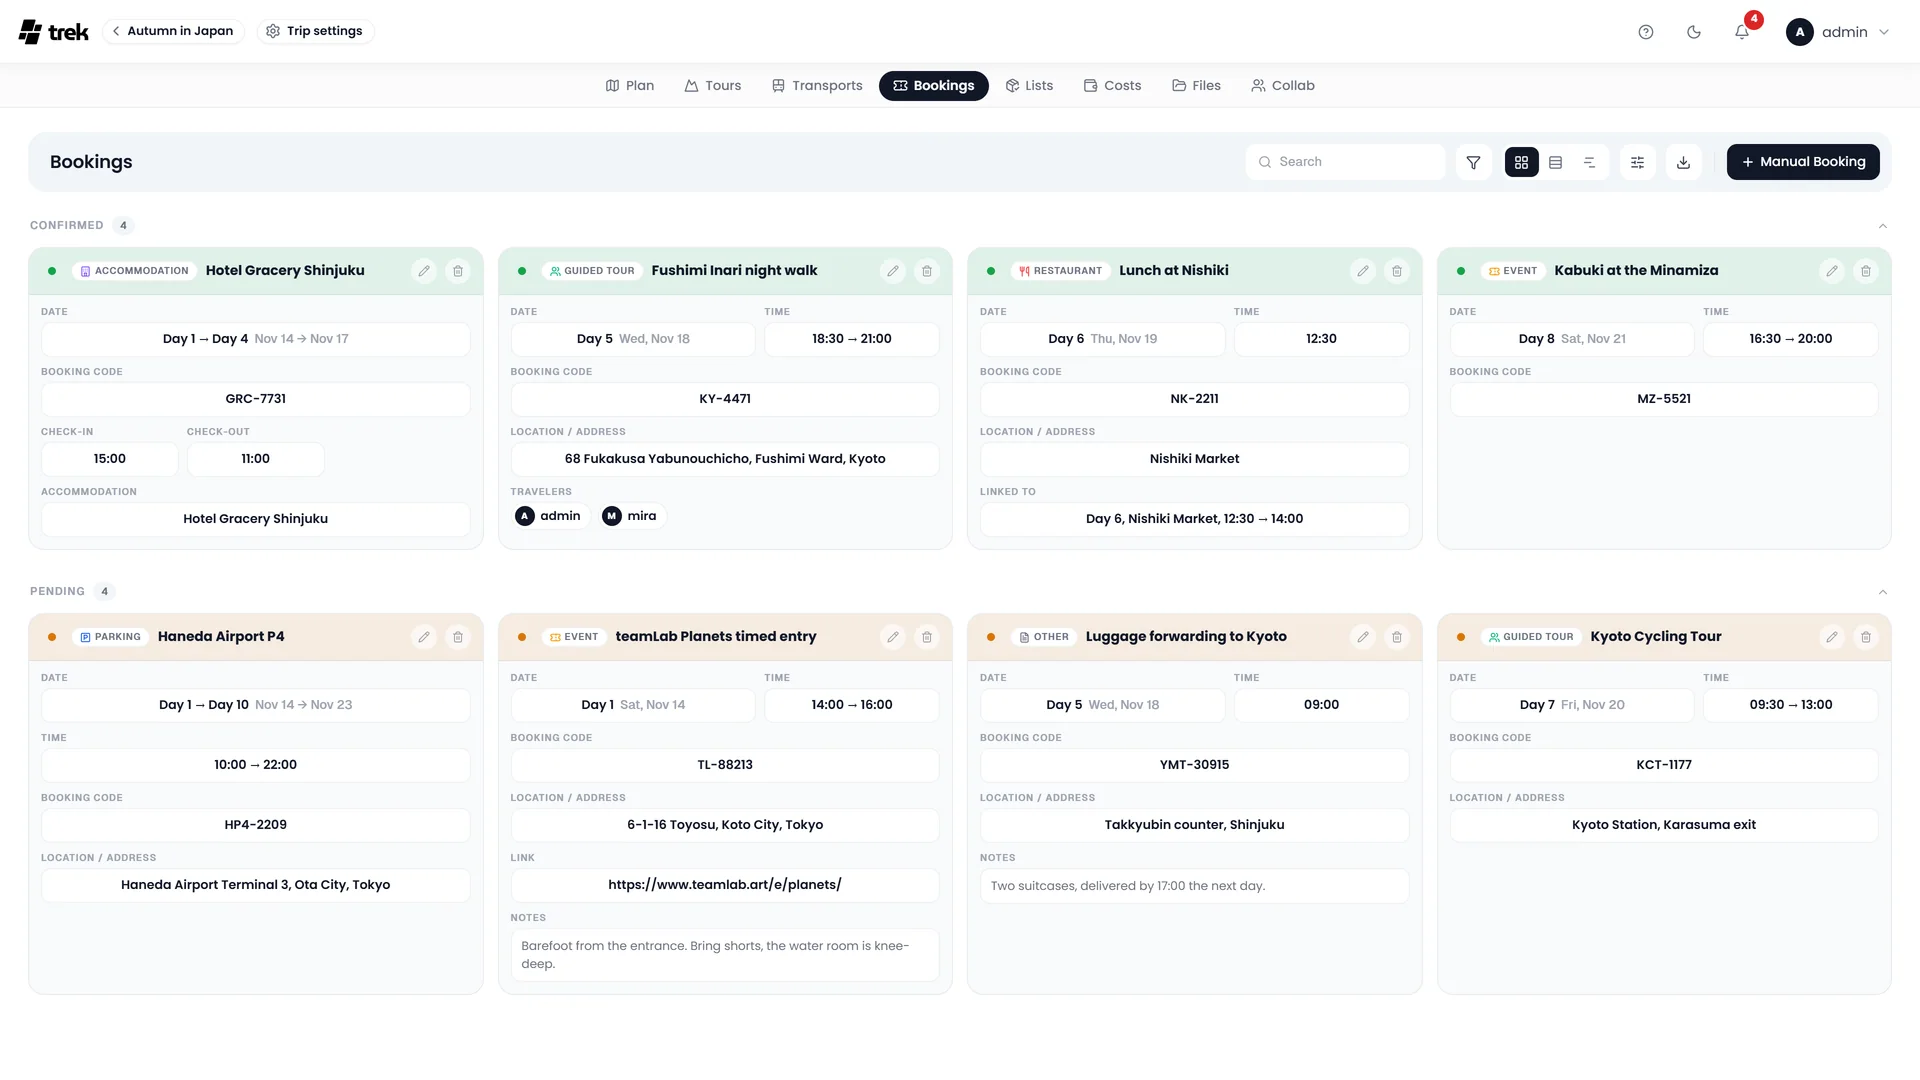 trek
Autumn in Japan
Trip settings
4
A
admin
Plan
Tours
Transports
Bookings
Lists
Costs
Files
Collab
Bookings
Search
+ Manual Booking
CONFIRMED 4
ACCOMMODATION Hotel Gracery Shinjuku
DATE
Day 1 → Day 4 Nov 14 → Nov 17
BOOKING CODE
GRC-7731
CHECK-IN CHECK-OUT
15:00 11:00
ACCOMMODATION
Hotel Gracery Shinjuku
GUIDED TOUR Fushimi Inari night walk
DATE TIME
Day 5 Wed, Nov 18 18:30 → 21:00
BOOKING CODE
KY-4471
LOCATION / ADDRESS
68 Fukakusa Yabunouchicho, Fushimi Ward, Kyoto
TRAVELERS
A admin M mira
RESTAURANT Lunch at Nishiki
DATE TIME
Day 6 Thu, Nov 19 12:30
BOOKING CODE
NK-2211
LOCATION / ADDRESS
Nishiki Market
LINKED TO
Day 6, Nishiki Market, 12:30 → 14:00
EVENT Kabuki at the Minamiza
DATE TIME
Day 8 Sat, Nov 21 16:30 → 20:00
BOOKING CODE
MZ-5521
PENDING 4
PARKING Haneda Airport P4
DATE
Day 1 → Day 10 Nov 14 → Nov 23
TIME
10:00 → 22:00
BOOKING CODE
HP4-2209
LOCATION / ADDRESS
Haneda Airport Terminal 3, Ota City, Tokyo
EVENT teamLab Planets timed entry
DATE TIME
Day 1 Sat, Nov 14 14:00 → 16:00
BOOKING CODE
TL-88213
LOCATION / ADDRESS
6-1-16 Toyosu, Koto City, Tokyo
LINK
https://www.teamlab.art/e/planets/
NOTES
Barefoot from the entrance. Bring shorts, the water room is knee-
deep.
OTHER Luggage forwarding to Kyoto
DATE TIME
Day 5 Wed, Nov 18 09:00
BOOKING CODE
YMT-30915
LOCATION / ADDRESS
Takkyubin counter, Shinjuku
NOTES
Two suitcases, delivered by 17:00 the next day.
GUIDED TOUR Kyoto Cycling Tour
DATE TIME
Day 7 Fri, Nov 20 09:30 → 13:00
BOOKING CODE
KCT-1177
LOCATION / ADDRESS
Kyoto Station, Karasuma exit